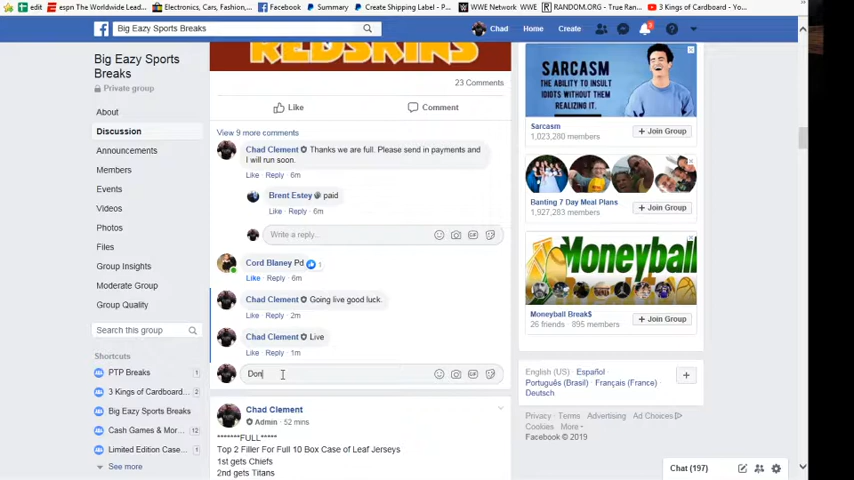 edit
espn The Worldwide Lead...
Electronics, Cars, Fashion,...
Facebook
Summary
Create Shipping Label - P...
WWE Network
WWE
RANDOM.ORG - True Ran...
3 Kings of Cardboard - Yo...
Big Eazy Sports Breaks
Chad
Home
Create
3
Big Eazy Sports
Breaks
Private group
About
Discussion
Announcements
Members
Events
Videos
Photos
Files
Group Insights
Moderate Group
Group Quality
Search this group
Shortcuts
PTP Breaks 1
3 Kings of Cardboard... 1
Big Eazy Sports Breaks
Cash Games & Mor...
Limited Edition Case...
See more
REDSKINS
23 Comments
Like
Comment
View 9 more comments
Chad Clement Thanks we are full. Please send in payments and
I will run soon.
Like · Reply · 6m
Brent Estey paid
Like · Reply · 6m
Write a reply...
Cord Blaney Pd 1
Like · Reply · 6m
Chad Clement Going live good luck.
Like · Reply · 2m
Chad Clement Live
Like · Reply · 1m
Don
Chad Clement
Admin · 52 mins
*******FULL*****
Top 2 Filler For Full 10 Box Case of Leaf Jerseys
1st gets Chiefs
2nd gets Titans
SARCASM
THE ABILITY TO INSULT
IDIOTS WITHOUT THEM
REALIZING IT.
Sarcasm
1,023,280 members
+ Join Group
Banting 7 Day Meal Plans
1,927,283 members
+ Join Group
Moneyball
Moneyball Break$
26 friends · 895 members
+ Join Group
English (US) · Español ·
Português (Brasil) · Français (France) ·
Deutsch
+
Privacy · Terms · Advertising · Ad Choices
Cookies · More
Facebook © 2019
Chat (197)